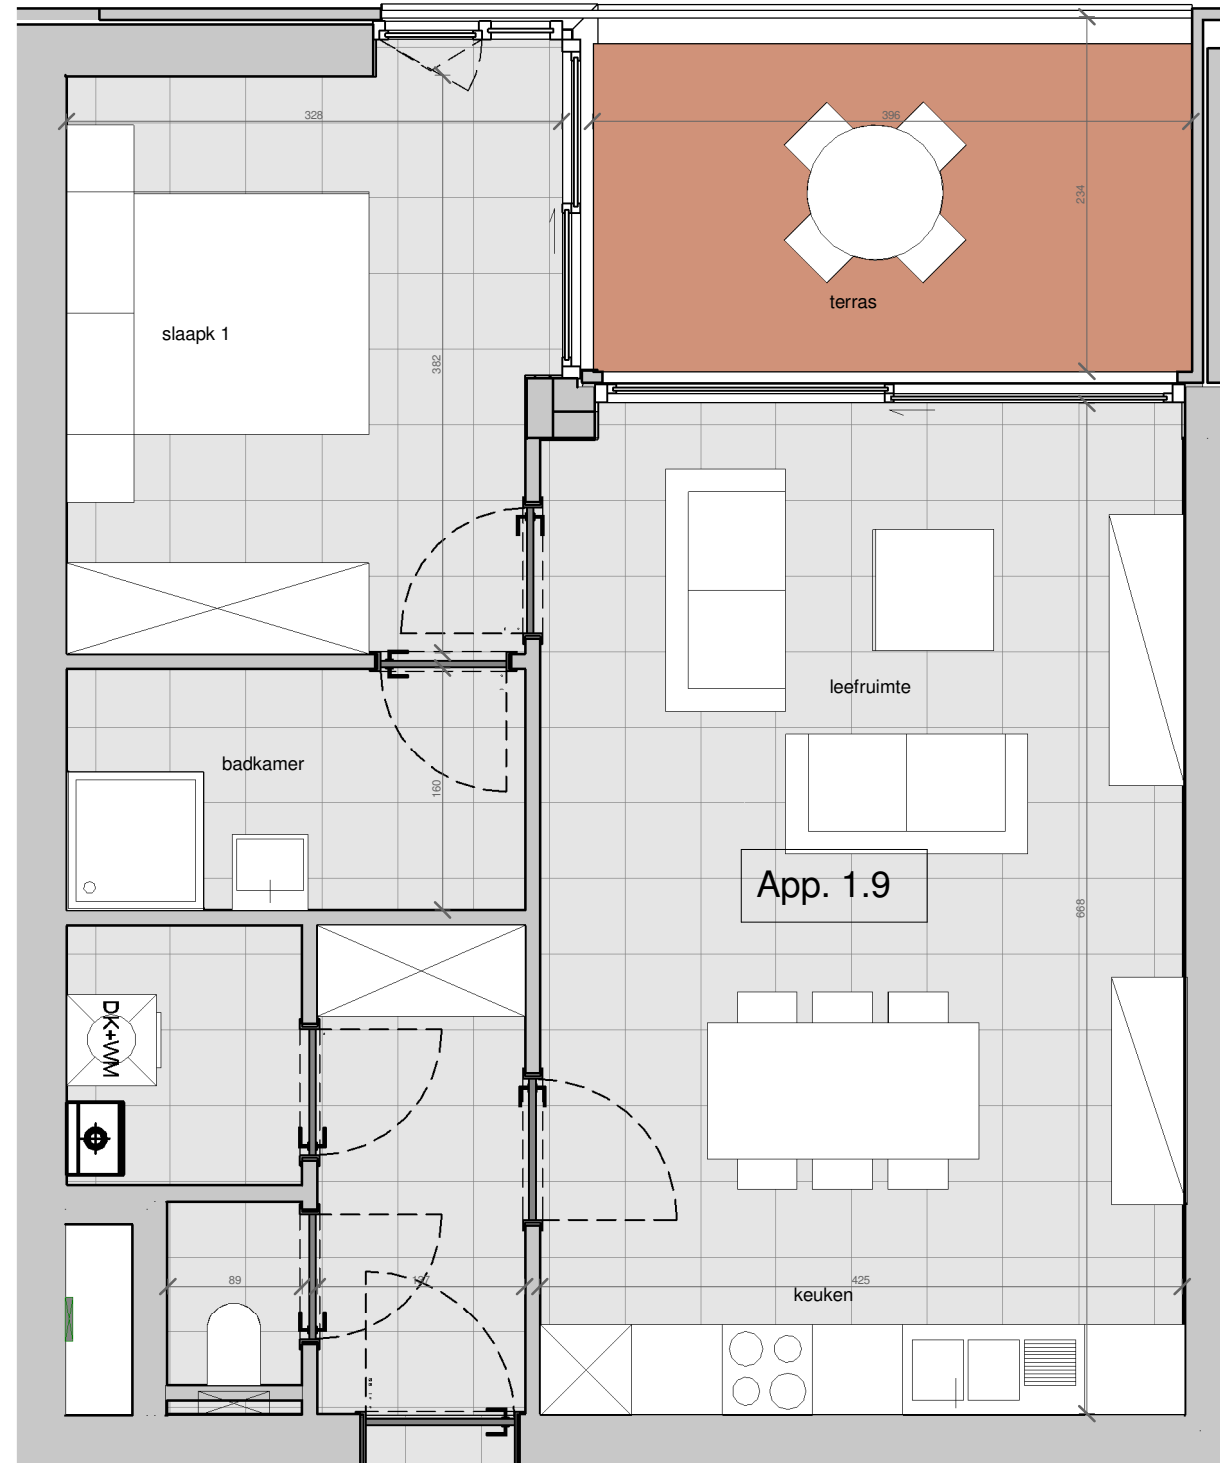 328
396
234
terras
slaapk 1
382
leefruimte
badkamer
160
App. 1.9
668
DK+WM
89
137
425
keuken